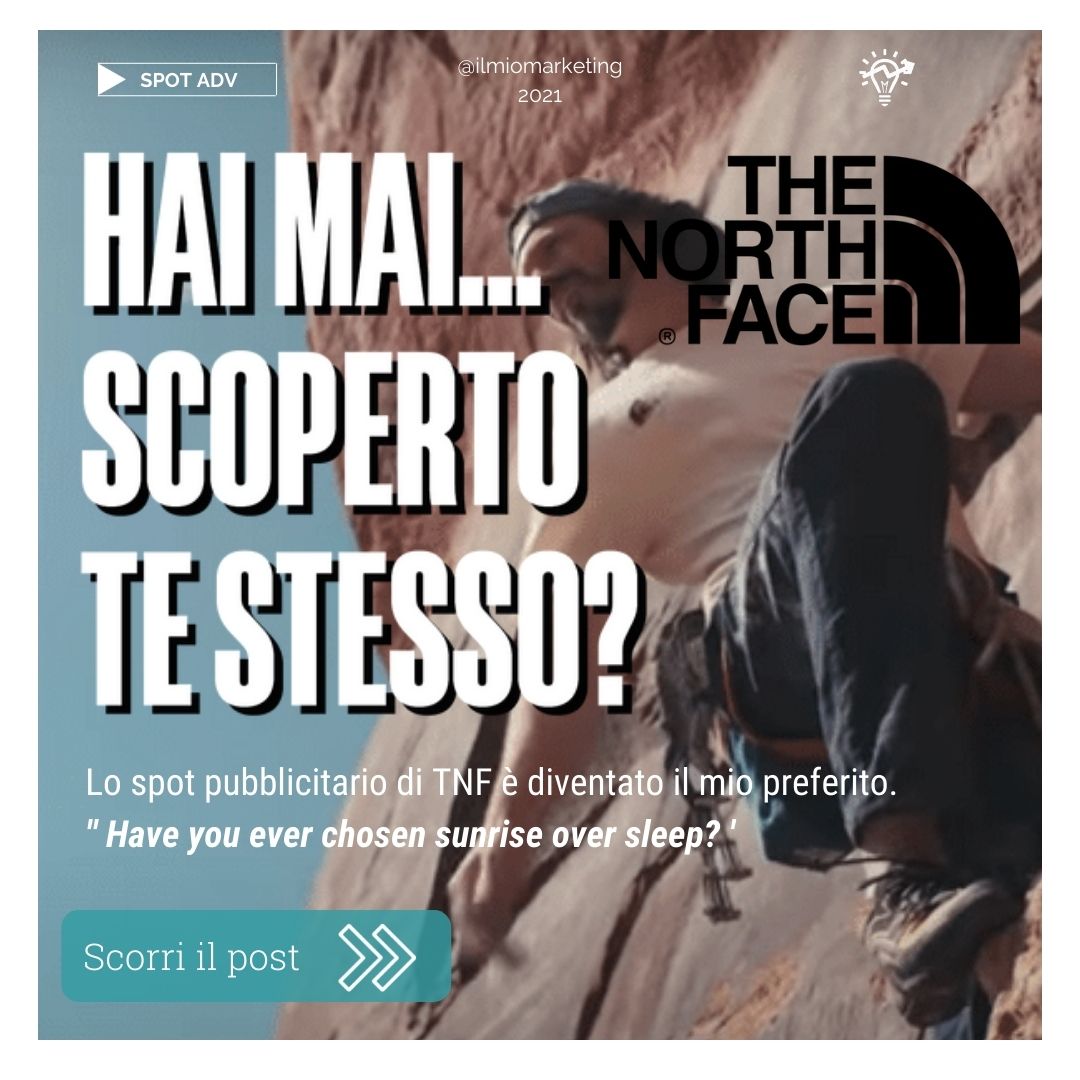 SPOT ADV
@ilmiomarketing
2021
HAI MAI...
SCOPERTO
TE STESSO?
THE
NORTH
FACE
®
Lo spot pubblicitario di TNF è diventato il mio preferito.
" Have you ever chosen sunrise over sleep? '
Scorri il post